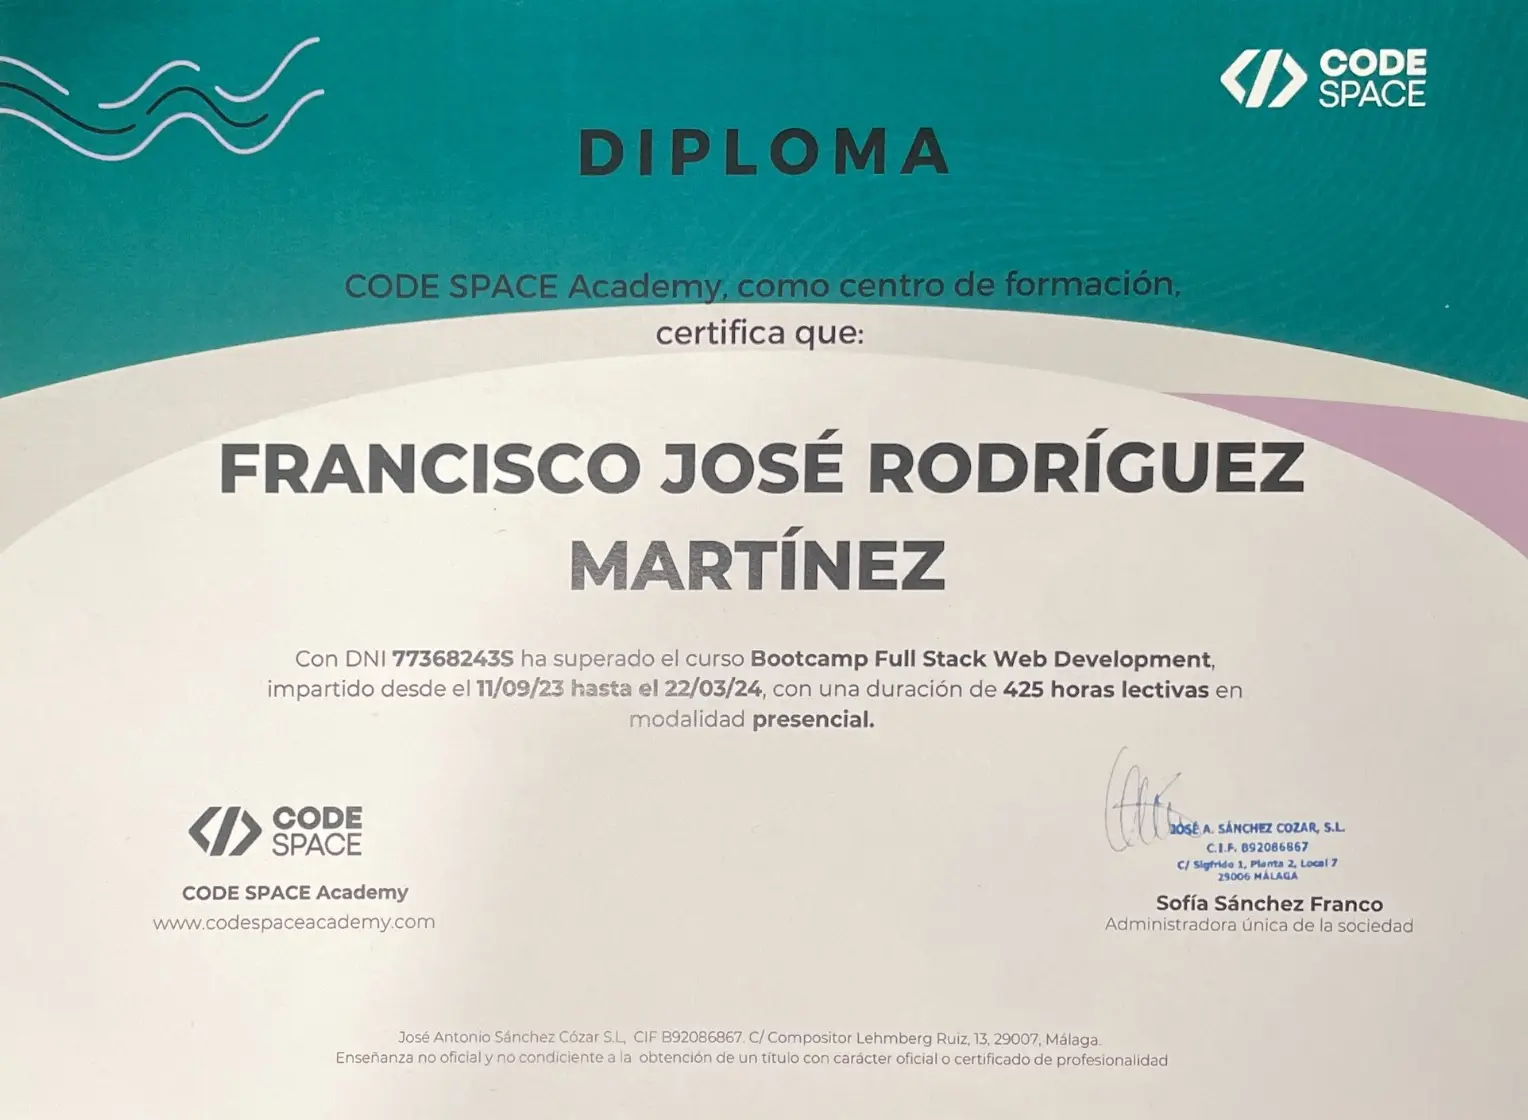 CODE
SPACE
DIPLOMA
CODE SPACE Academy, como centro de formación,
certifica que:
FRANCISCO JOSÉ RODRÍGUEZ
MARTÍNEZ
Con DNI 77368243S ha superado el curso Bootcamp Full Stack Web Development,
impartido desde el 11/09/23 hasta el 22/03/24, con una duración de 425 horas lectivas en
modalidad presencial.
CODE
SPACE
CODE SPACE Academy
www.codespaceacademy.com
JOSÉ A. SÁNCHEZ COZAR, S.L.
C.I.F. B92086867
C/ Sigfrido 1, Planta 2, Local 7
29006 MÁLAGA
Sofía Sánchez Franco
Administradora única de la sociedad
José Antonio Sánchez Cózar S.L, CIF B92086867. C/ Compositor Lehmberg Ruiz, 13, 29007, Málaga.
Enseñanza no oficial y no condiciente a la obtención de un título con carácter oficial o certificado de profesionalidad